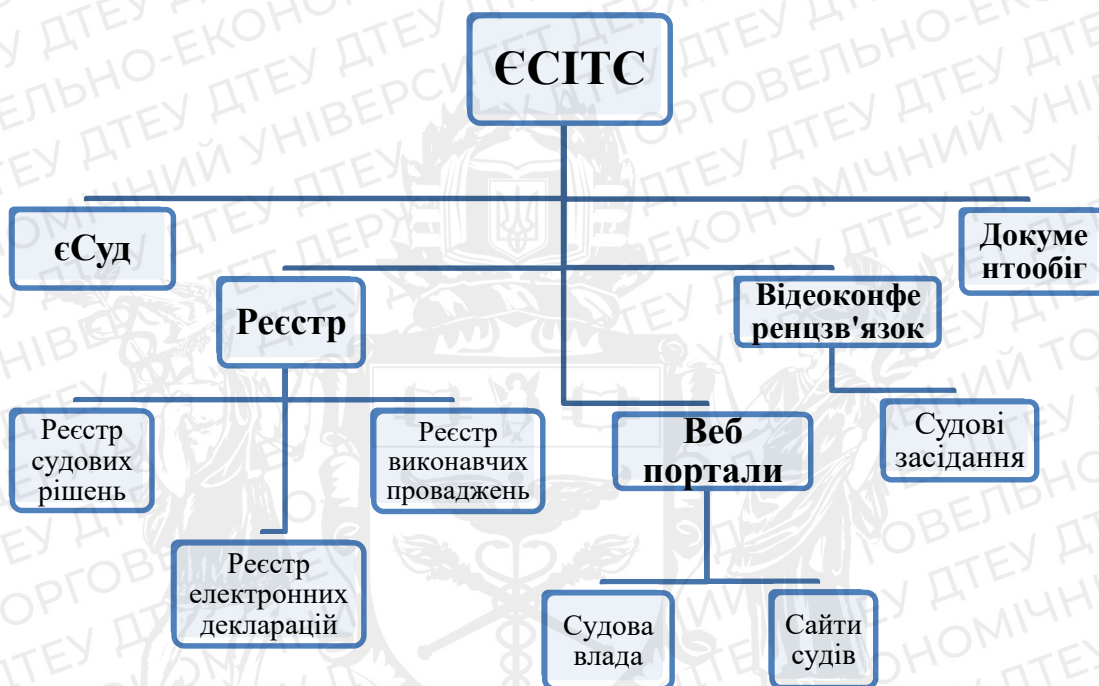 ЄСІТС
єСуд
Докуме
нтообіг
Реєстр
Відеоконфе
ренцзв'язок
Реєстр
судових
рішень
Реєстр
виконавчих
проваджень
Веб
портали
Судові
засідання
Реєстр
електронних
декларацій
Судова
влада
Сайти
судів